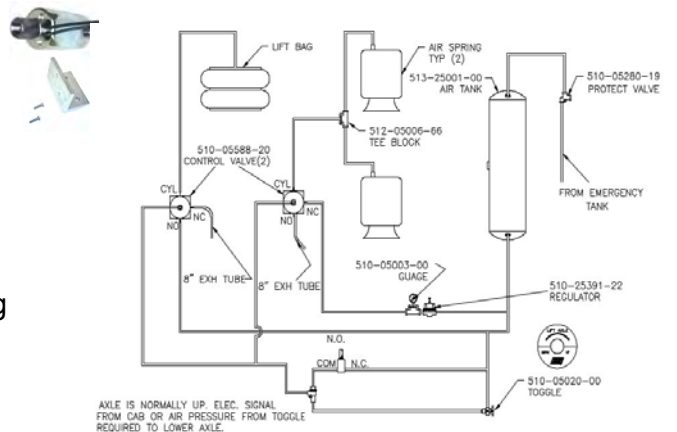 LIFT BAG
AIR SPRING
TYP (2)
513-25001-00
AIR TANK
510-05280-19
PROTECT VALVE
512-05006-66
TEE BLOCK
510-05588-20
CONTROL VALVE(2)
CYL
NO
NC
CYL
NO
NC
FROM EMERGENCY
TANK
8" EXH TUBE
8" EXH TUBE
510-05003-00
GUAGE
510-25391-22
REGULATOR
g
N.O.
COM
N.C.
LIFT AXLE
510-05020-00
TOGGLE
AXLE IS NORMALLY UP. ELEC. SIGNAL
FROM CAB OR AIR PRESSURE FROM TOGGLE
REQUIRED TO LOWER AXLE.